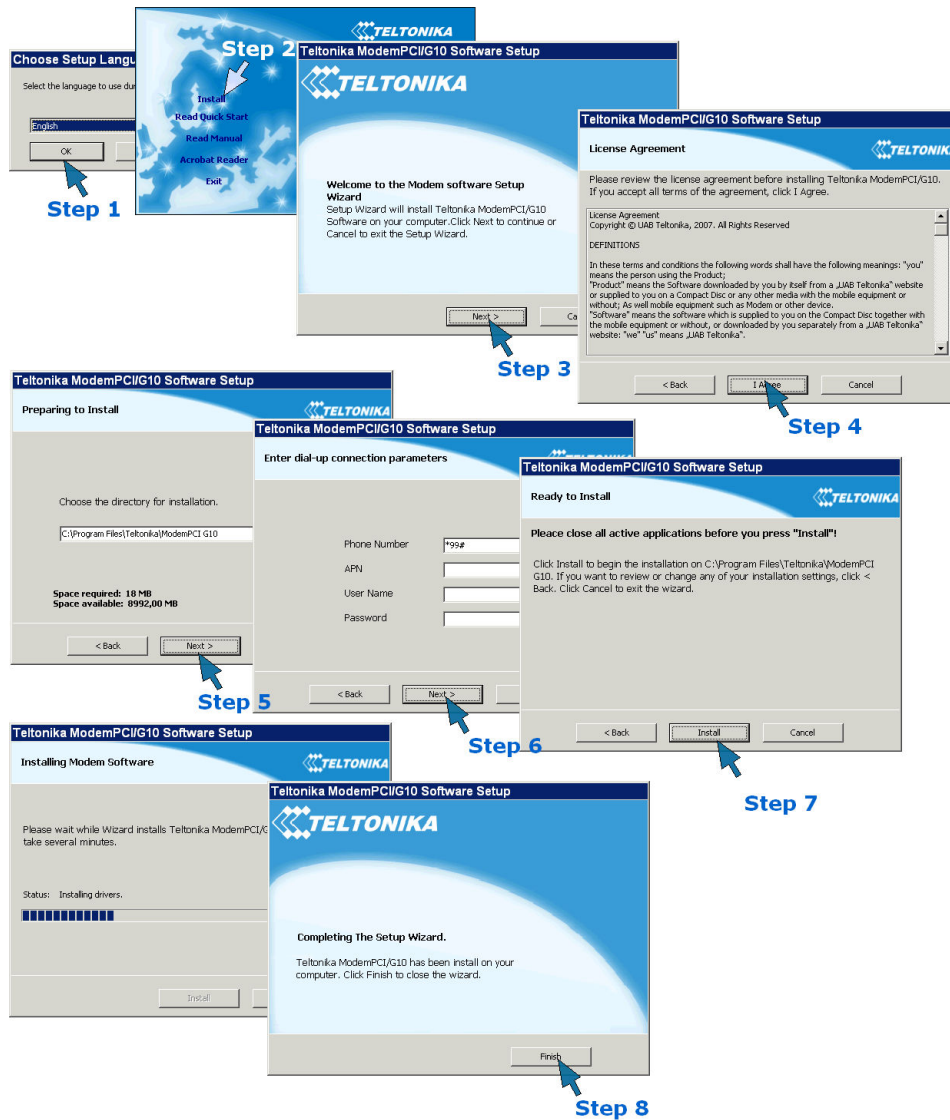 Choose Setup Langu
Select the language to use du
English
OK
Step 1
TELTONIKA
Step 2
Install
Read Quick Start
Read Manual
Acrobat Reader
Exit
Teltonika ModemPCI/G10 Software Setup
TELTONIKA
Welcome to the Modem software Setup
Wizard
Setup Wizard will install Teltonika ModemPCI/G10
Software on your computer.Click Next to continue or
Cancel to exit the Setup Wizard.
Next >
Ca
Step 3
Teltonika ModemPCI/G10 Software Setup
License Agreement
TELTONIK
Please review the license agreement before installing Teltonika ModemPCI/G10.
If you accept all terms of the agreement, click I Agree.
License Agreement
Copyright © UAB Teltonika, 2007. All Rights Reserved
DEFINITIONS
In these terms and conditions the following words shall have the following meanings: "you"
means the person using the Product;
"Product" means the Software downloaded by you by itself from a „UAB Teltonika" website
or supplied to you on a Compact Disc or any other media with the mobile equipment or
without; As well mobile equipment such as Modem or other device.
"Software" means the software which is supplied to you on the Compact Disc together with
the mobile equipment or without, or downloaded by you separately from a „UAB Teltonika"
website: "we" "us" means „UAB Teltonika".
< Back
I Agree
Cancel
Step 4
Teltonika ModemPCI/G10 Software Setup
Preparing to Install
TELTONIKA
Choose the directory for installation.
C:\Program Files\Teltonika\ModemPCI G10
Space required: 18 MB
Space available: 8992,00 MB
< Back
Next >
Step 5
Teltonika ModemPCI/G10 Software Setup
Enter dial-up connection parameters
Phone Number
*99#
APN
User Name
Password
< Back
Next >
Step 6
Teltonika ModemPCI/G10 Software Setup
Ready to Install
TELTONIKA
Please close all active applications before you press "Install"!
Click Install to begin the installation on C:\Program Files\Teltonika\ModemPCI
G10. If you want to review or change any of your installation settings, click <
Back. Click Cancel to exit the wizard.
< Back
Install
Cancel
Step 7
Teltonika ModemPCI/G10 Software Setup
Installing Modem Software
TELTONIKA
Please wait while Wizard installs Teltonika ModemPCI/G
take several minutes.
Status: Installing drivers.
Install
Teltonika ModemPCI/G10 Software Setup
TELTONIKA
Completing The Setup Wizard.
Teltonika ModemPCI/G10 has been install on your
computer. Click Finish to close the wizard.
Finish
Step 8